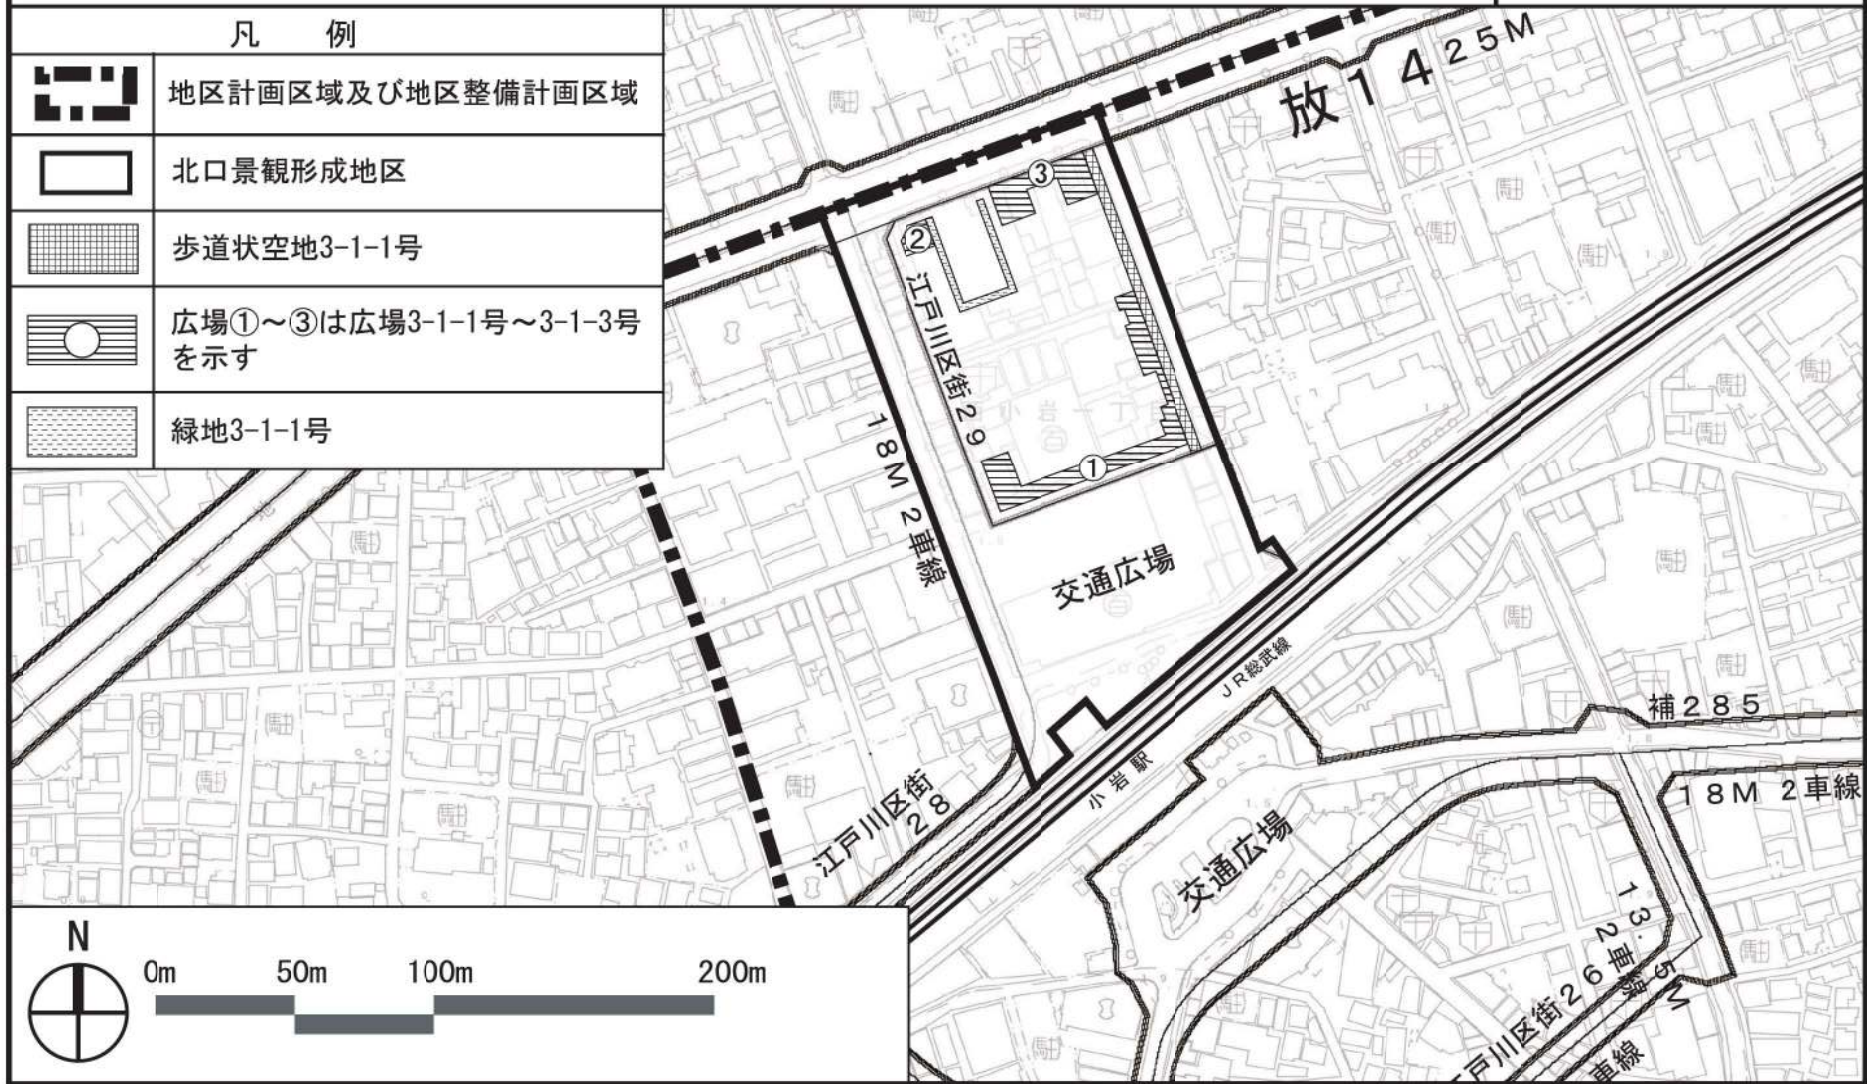 凡 例
地区計画区域及び地区整備計画区域
北口景観形成地区
歩道状空地3-1-1号
広場①～③は広場3-1-1号～3-1-3号
を示す
緑地3-1-1号
放14 25M
③
②
江戸川区街29
18M 2車線
①
交通広場
JR総武線
小岩駅
江戸川区街
28
補285
18M 2車線
交通広場
13.5M
2車線
戸川区街26
車線
N
0m 50m 100m 200m